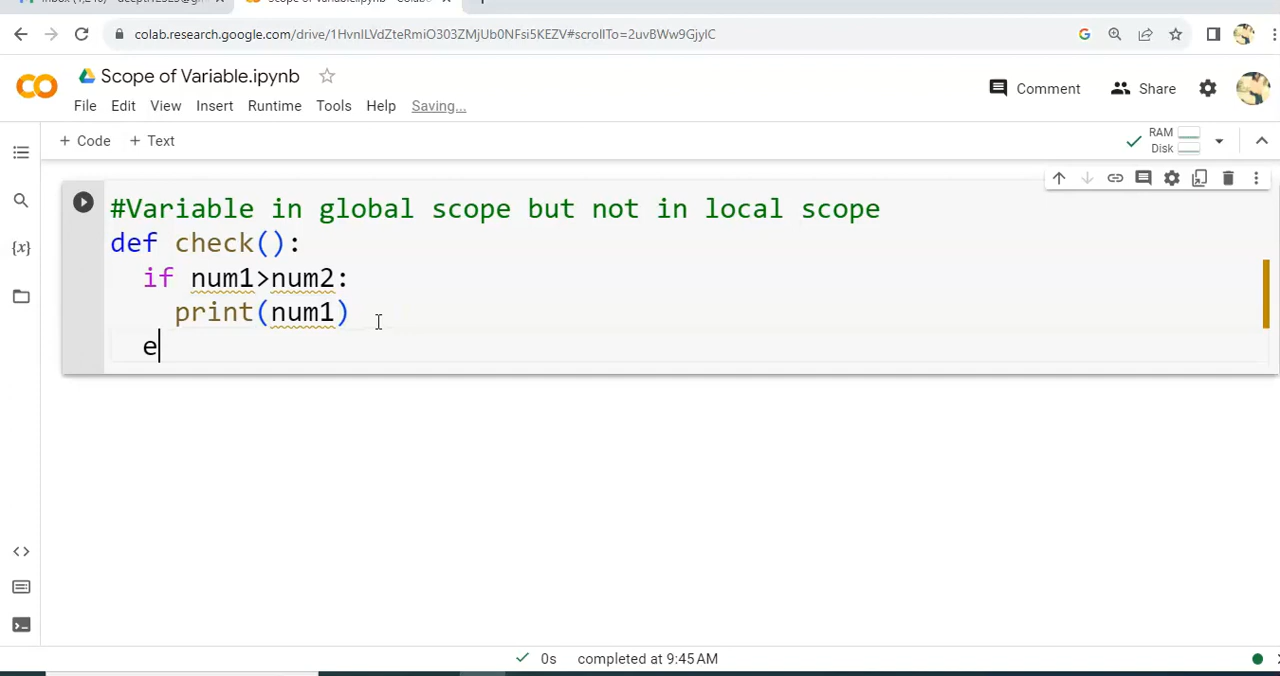 colab.research.google.com/drive/1HvnILVdZteRmiO303ZMjUb0NFsi5KEZV#scrollTo=2uvBWw9GjyIC
Scope of Variable.ipynb
Comment
Share
File Edit View Insert Runtime Tools Help Saving...
+ Code + Text
RAM
Disk
#Variable in global scope but not in local scope
def check():
if num1>num2:
print(num1)
e
{x}
0s completed at 9:45 AM